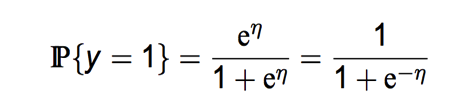 ℙ{y = 1} = e^η / (1 + e^η) = 1 / (1 + e^−η)